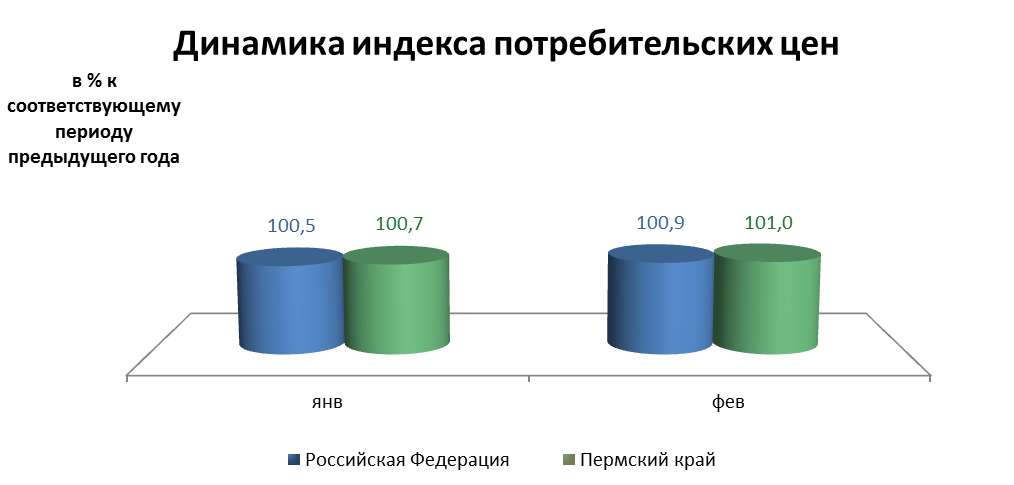 Динамика индекса потребительских цен
в % к
соответствующему
периоду
предыдущего года
100,5
100,7
100,9
101,0
янв
фев
Российская Федерация
Пермский край